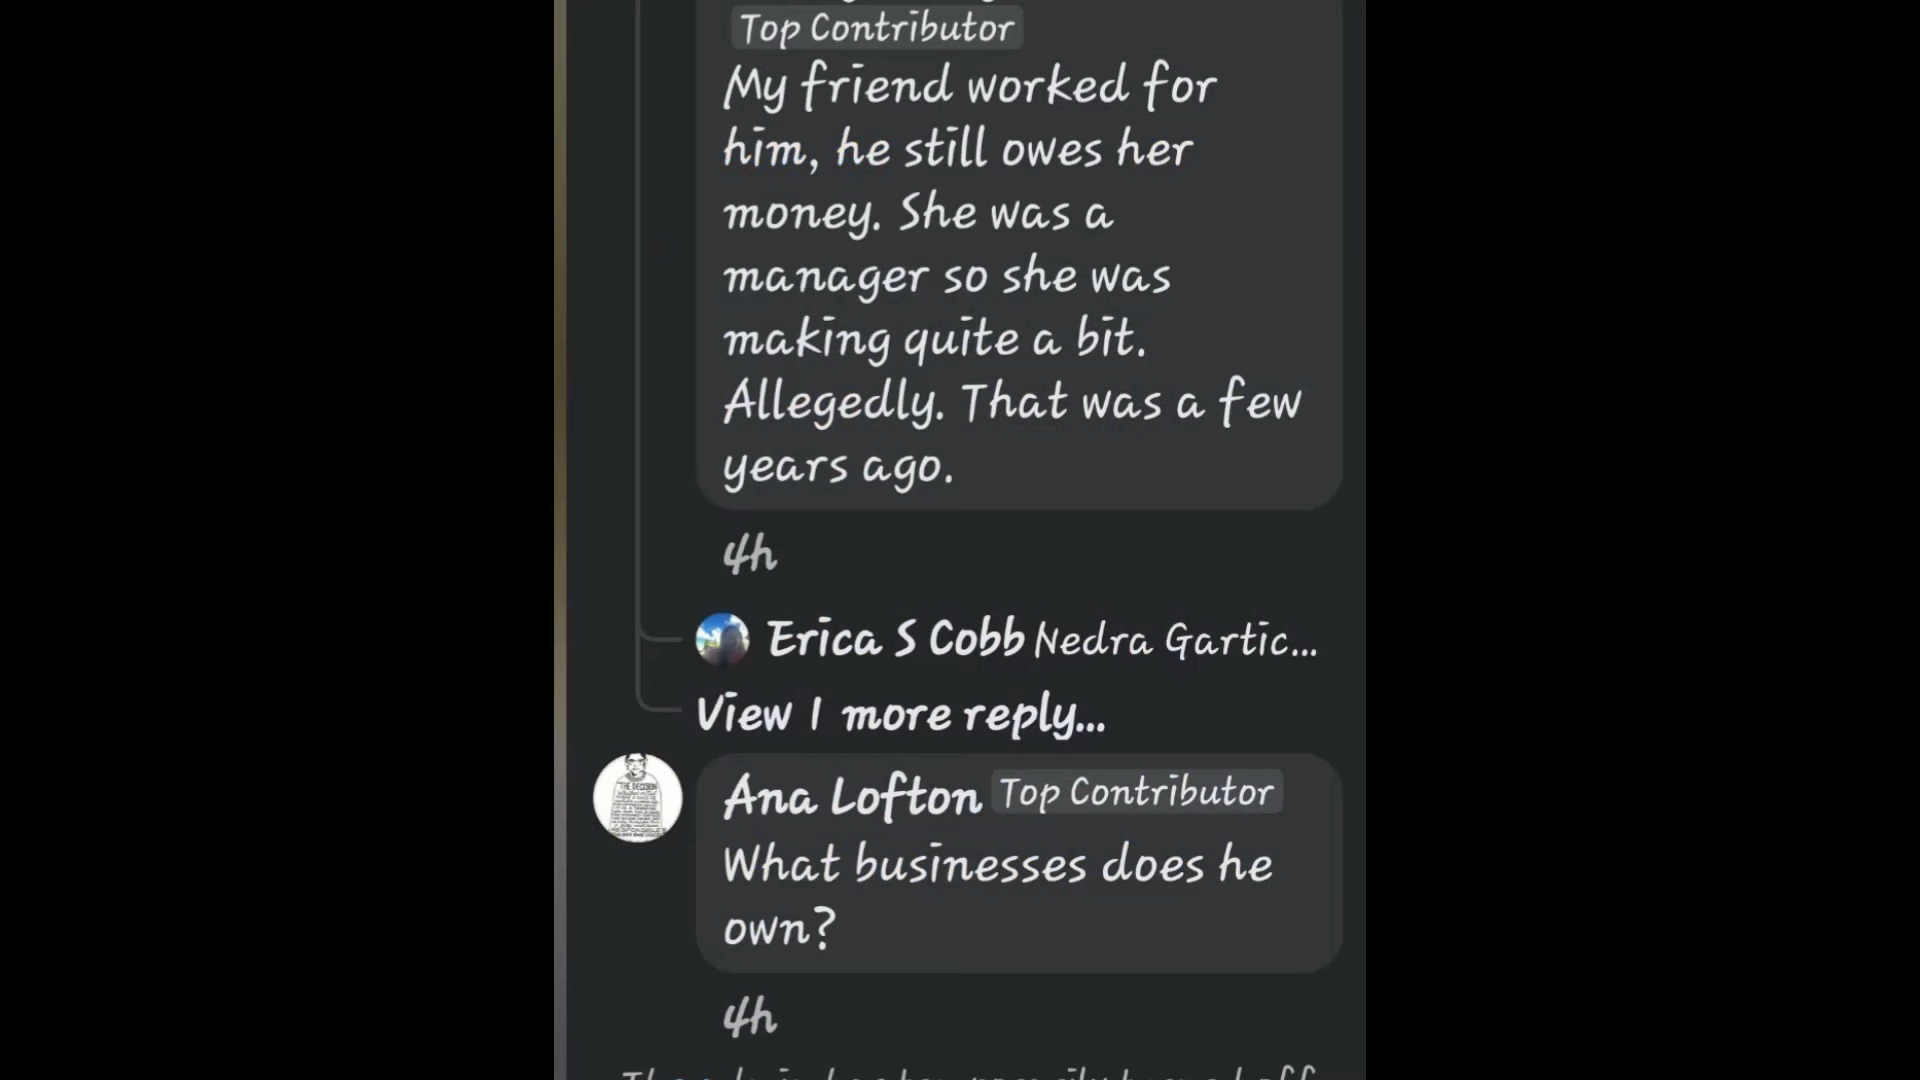 Top Contributor
My friend worked for
him, he still owes her
money. She was a
manager so she was
making quite a bit.
Allegedly. That was a few
years ago.
4h
Erica S Cobb Nedra Gartic...
View 1 more reply...
Ana Lofton Top Contributor
THE DECISION
What businesses does he
own?
4h